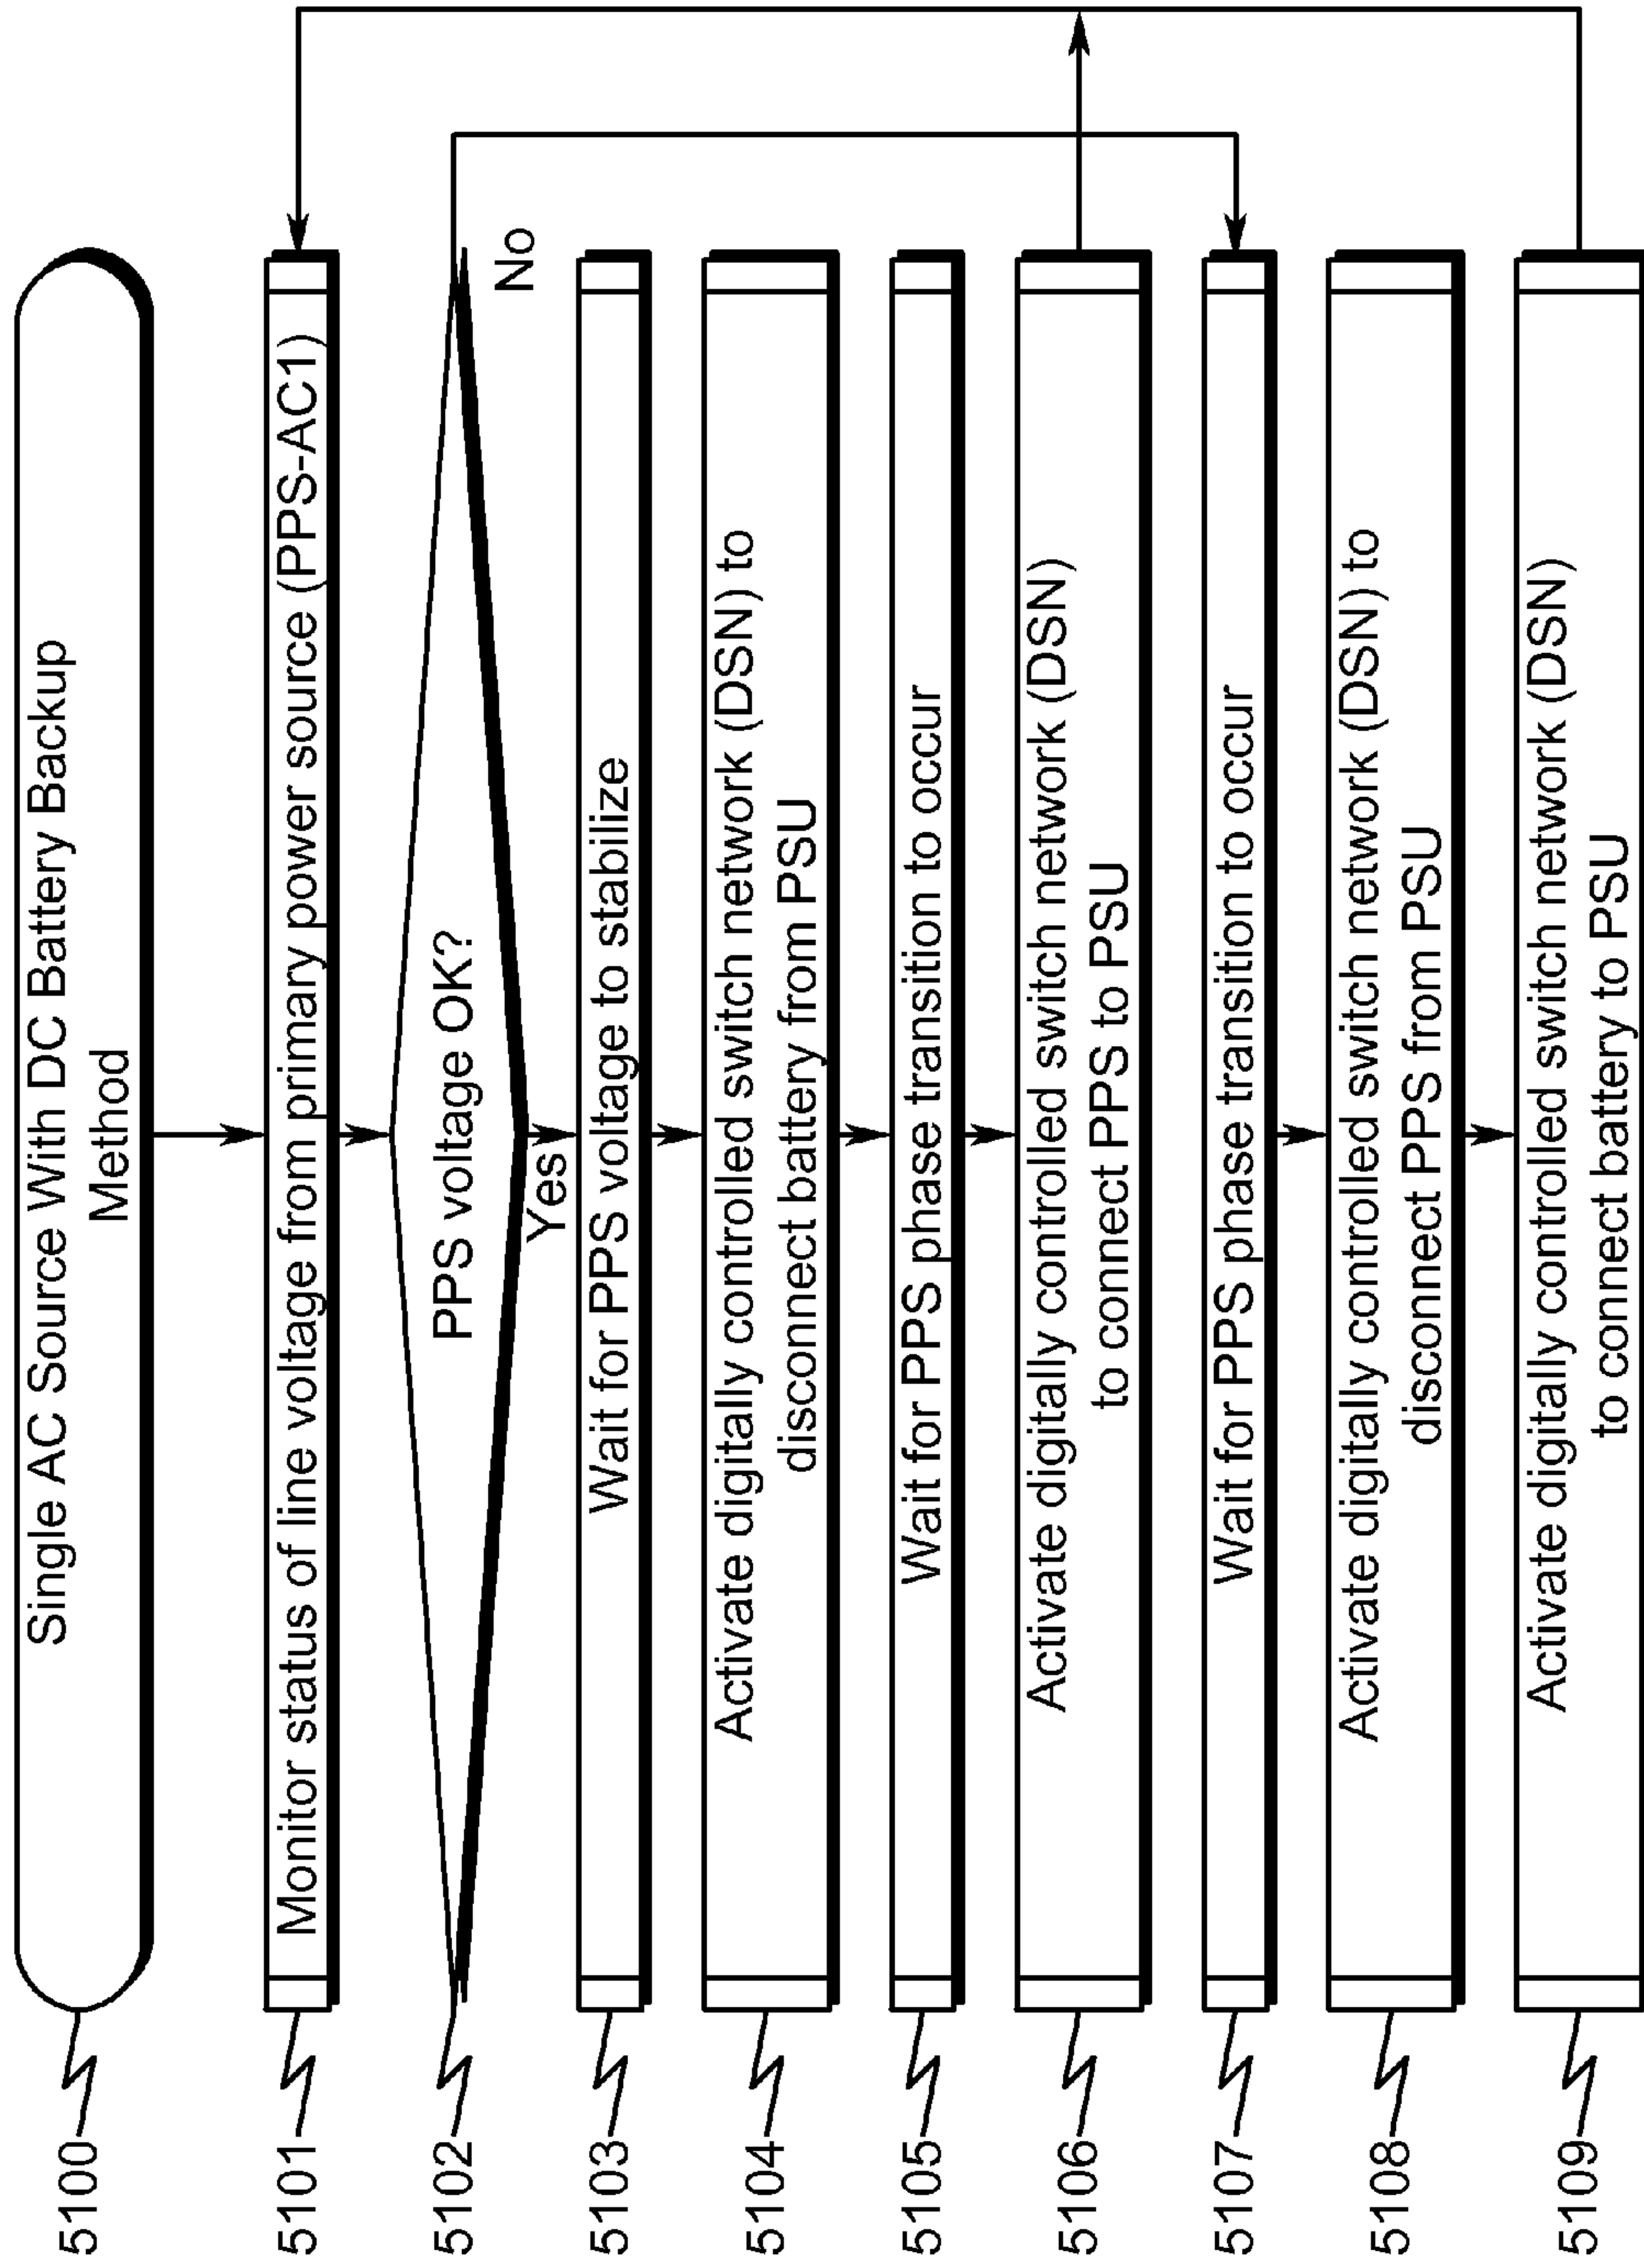 5100
Single AC Source With DC Battery Backup
Method
5101
Monitor status of line voltage from primary power source (PPS-AC1)
5102
PPS voltage OK?
No
Yes
5103
Wait for PPS voltage to stabilize
5104
Activate digitally controlled switch network (DSN) to
disconnect battery from PSU
5105
Wait for PPS phase transition to occur
5106
Activate digitally controlled switch network (DSN)
to connect PPS to PSU
5107
Wait for PPS phase transition to occur
5108
Activate digitally controlled switch network (DSN) to
disconnect PPS from PSU
5109
Activate digitally controlled switch network (DSN)
to connect battery to PSU